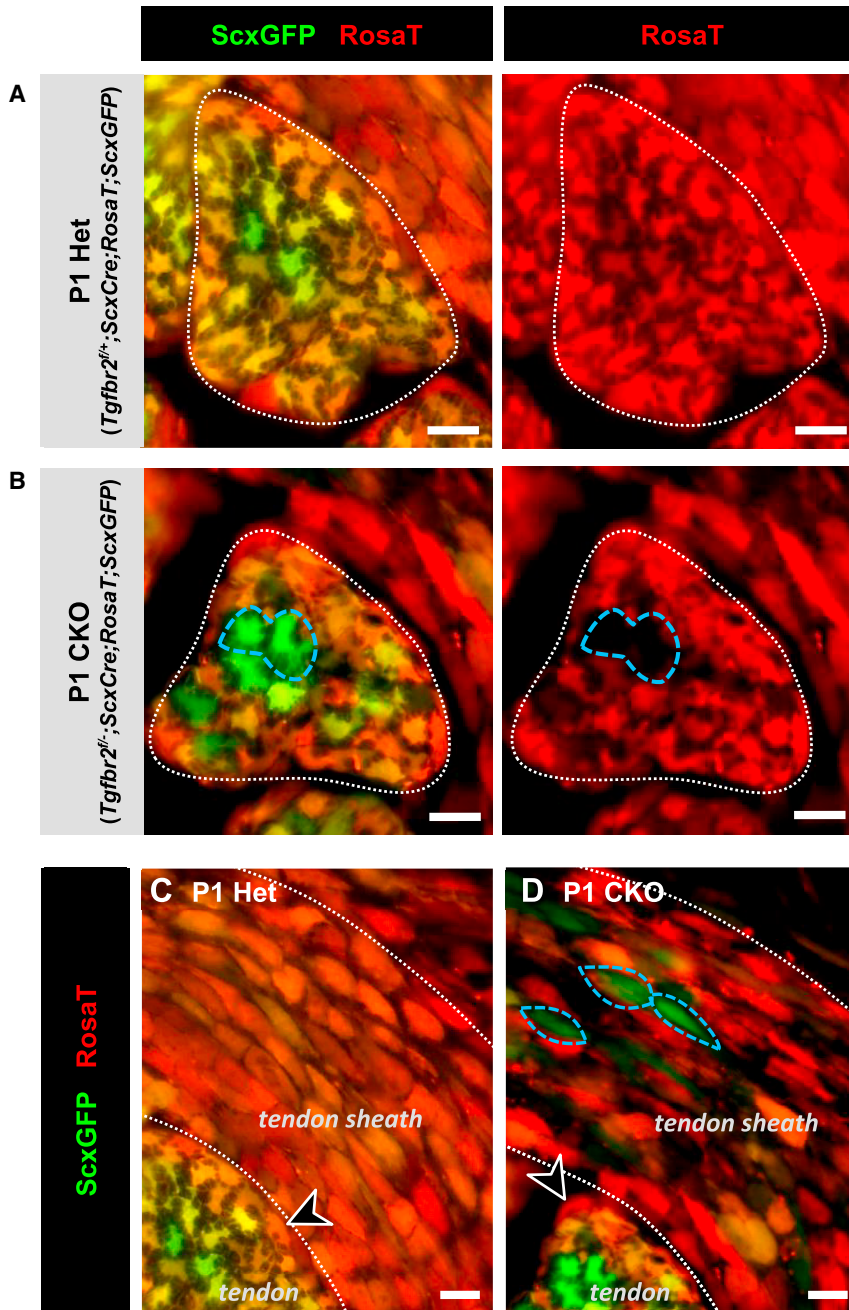 ScxGFP RosaT
RosaT
A
P1 Het
(Tgfbr2f/+;ScxCre;RosaT;ScxGFP)
B
P1 CKO
(Tgfbr2f/-;ScxCre;RosaT;ScxGFP)
ScxGFP RosaT
C P1 Het
tendon sheath
tendon
D P1 CKO
tendon sheath
tendon